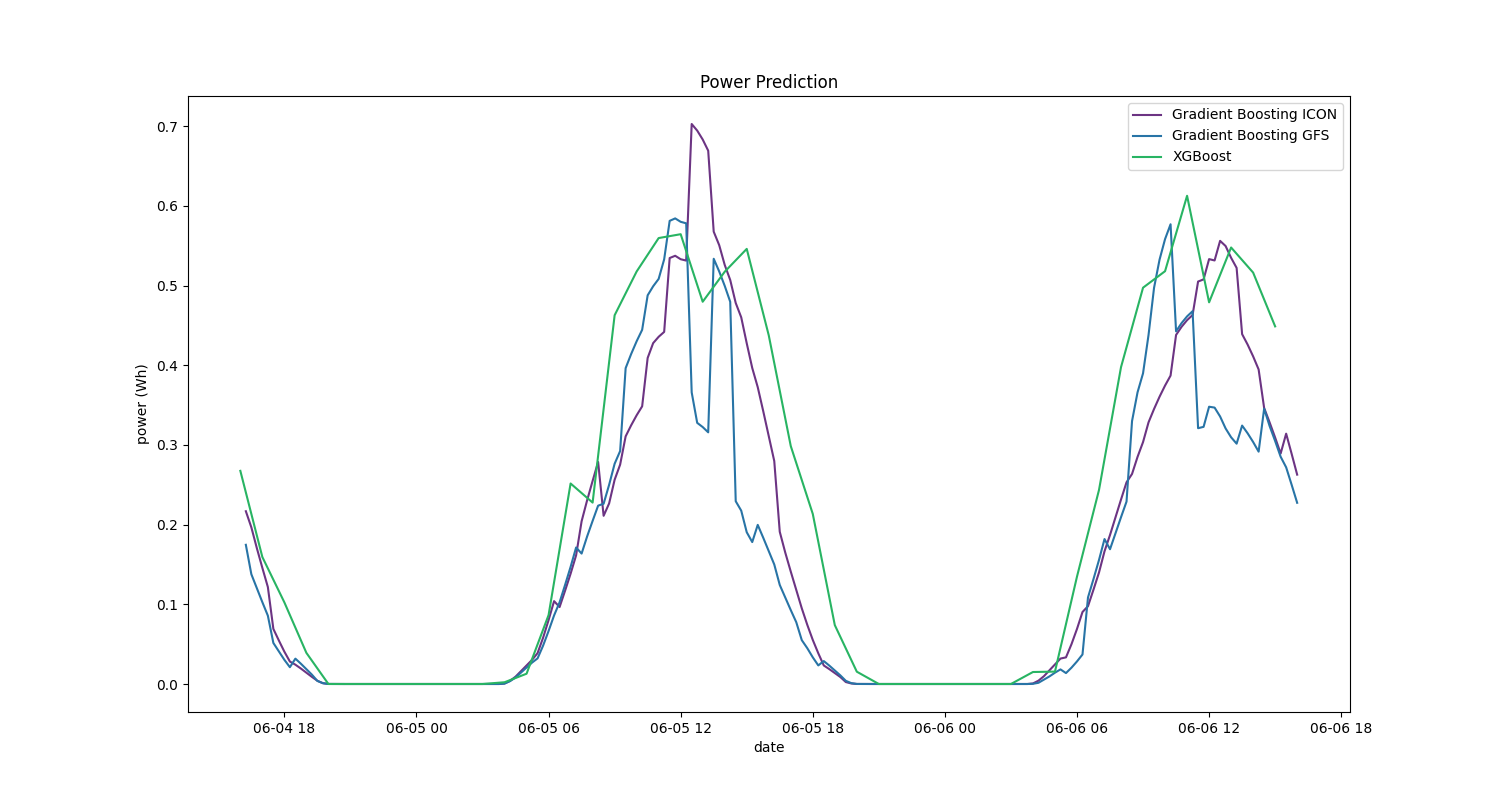 Power Prediction
Gradient Boosting ICON
Gradient Boosting GFS
XGBoost
power (Wh)
0.7
0.6
0.5
0.4
0.3
0.2
0.1
0.0
06-04 18
06-05 00
06-05 06
06-05 12
06-05 18
06-06 00
06-06 06
06-06 12
06-06 18
date